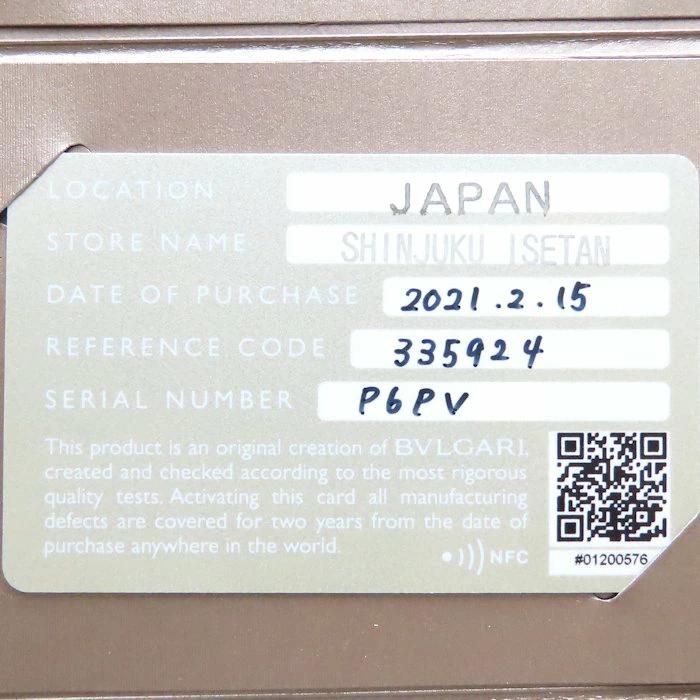 LOCATION JAPAN
STORE NAME SHINJUKU ISETAN
DATE OF PURCHASE 2021.2.15
REFERENCE CODE 335924
SERIAL NUMBER P6PV
This product is an original creation of BVLGARI,
created and checked according to the most rigorous
quality tests. Activating this card all manufacturing
defects are covered for two years from the date of
purchase anywhere in the world.
NFC
#01200576